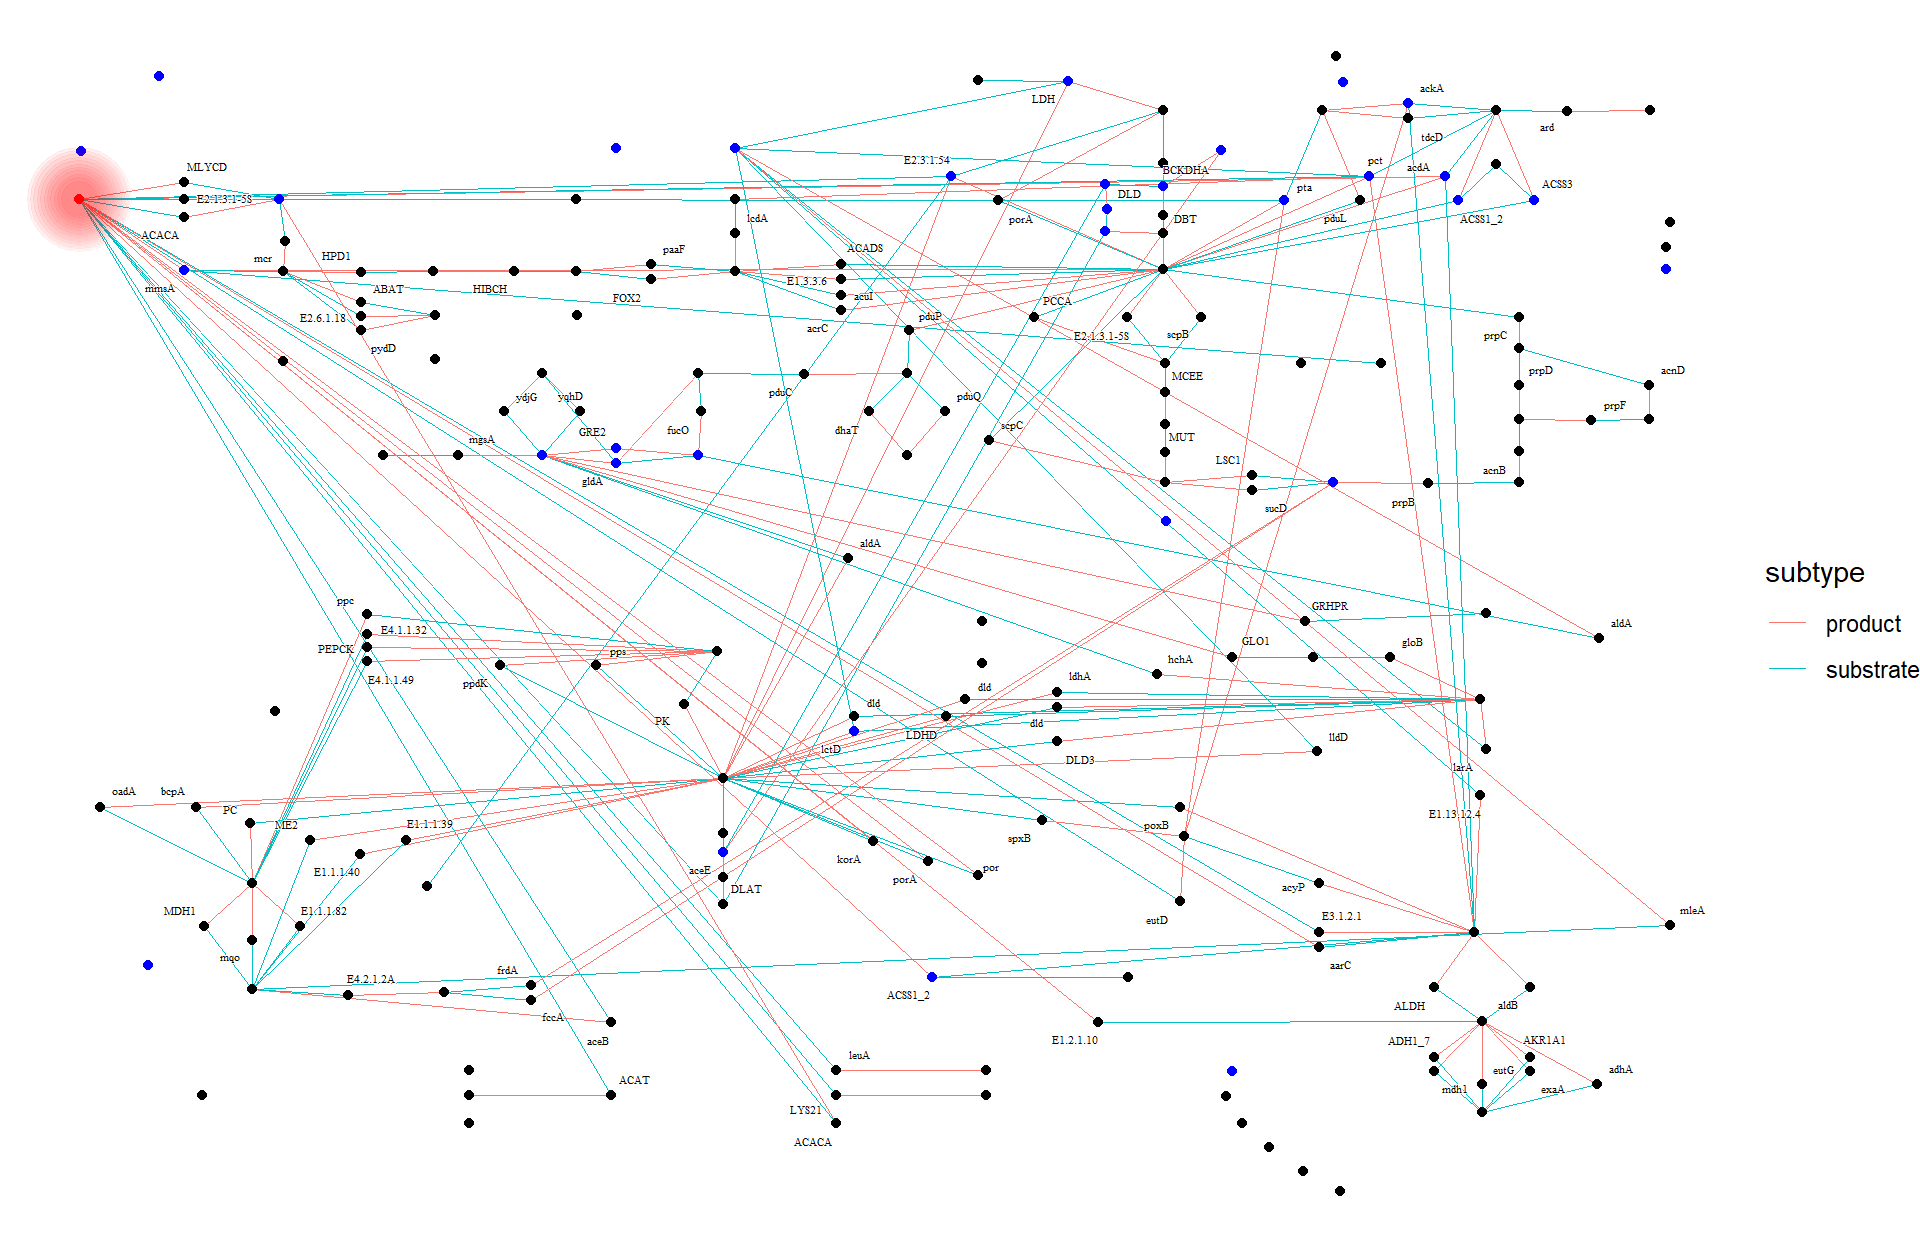 ackA
LDH
tdcD
ard
E2.3.1.54
pct
acdA
MLYCD
BCKDHA
ACSS3
DLD
pta
E2.1.3.1-5S
lcdA
porA
DBT
pduL
ACSS1_2
ACACA
mcr
HPD1
paaF
ACADS
mmsA
ABAT
HIBCH
E1.3.3.6
acuI
FOX2
PCCA
E2.6.1.18
acrC
pduP
E2.1.3.1-5S
scpB
prpC
pydD
MCEE
prpD
acnD
ydjG
yqhD
pduC
pduQ
prpF
mgsA
GRE2
fucO
dhaT
scpC
MUT
gldA
LSC1
acnB
sucD
prpB
aldA
ppc
GRHPR
aldA
E4.1.1.32
PEPCK
pps
GLO1
gloB
hchA
E4.1.1.49
ppdK
ldhA
dld
dld
PK
dld
LDHD
lctD
lldD
DLD3
larA
oadA
bcpA
PC
ME2
E1.1.1.39
E1.13.12.4
poxB
spxB
korA
E1.1.1.40
aceE
porA
por
DLAT
acyP
MDH1
E1.1.1.82
eutD
E3.1.2.1
mleA
mqo
aarC
frdA
E4.2.1.2A
ACSS1_2
ALDH
aldB
fccA
aceB
E1.2.1.10
ADH1_7
AKR1A1
leuA
ACAT
eutG
adhA
mdh1
exaA
LYS21
ACACA
subtype
product
substrate